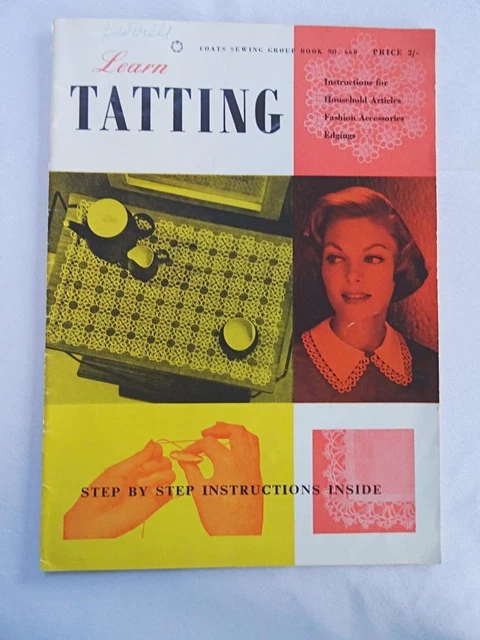 COATS SEWING GROUP BOOK NO. 668 PRICE 2/-
Learn
TATTING
Instructions for
Household Articles
Fashion Accessories
Edgings
STEP BY STEP INSTRUCTIONS INSIDE